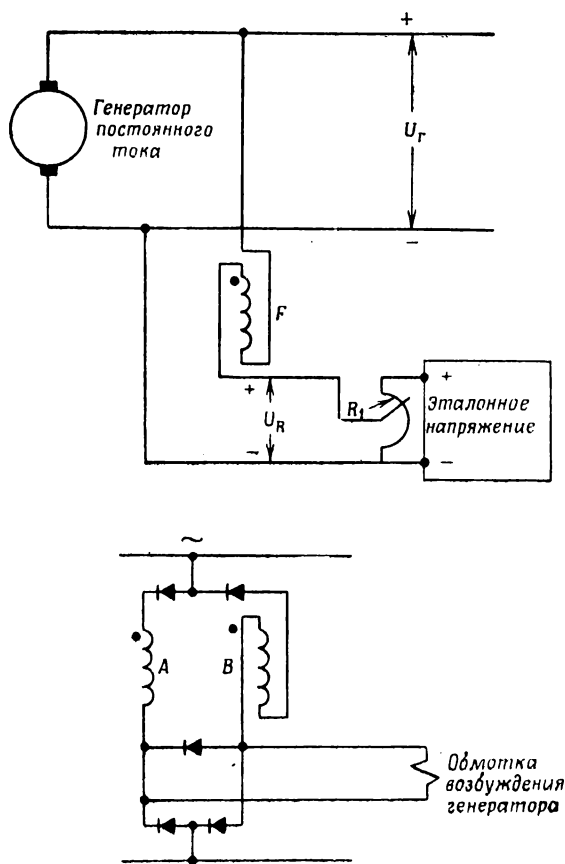 +
Генератор
постоянного
тока
U_Г
−
F
+
U_R
−
R_1
+
Эталонное
напряжение
−
~
A
B
Обмотка
возбуждения
генератора